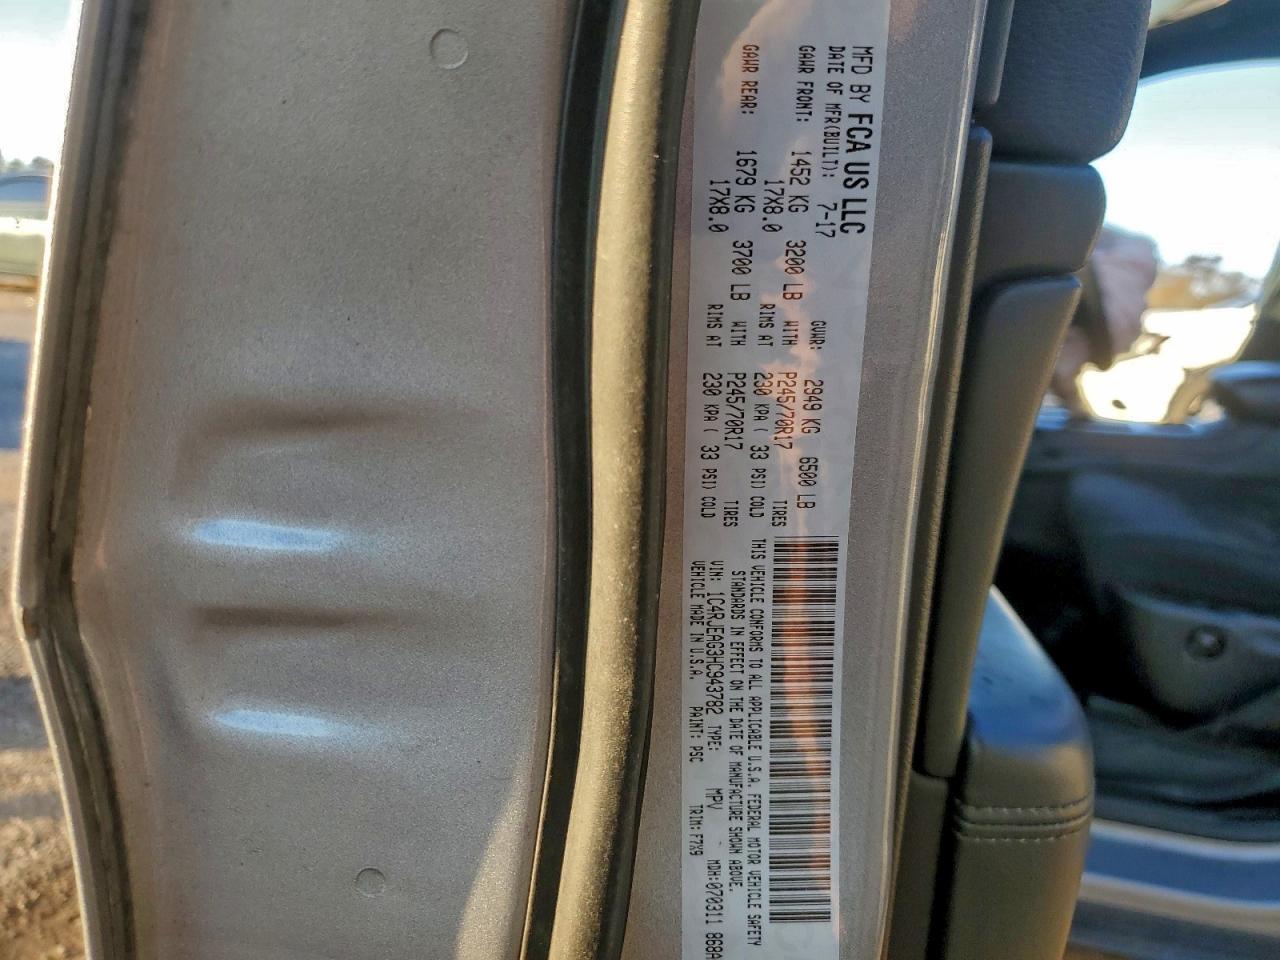 MFD BY FCA US LLC
DATE OF MFR(BUILT): 7-17 GVWR: 2949 KG 6500 LB
GAWR FRONT: 1452 KG 3200 LB WITH P245/70R17 TIRES
17X8.0 RIMS AT 230 KPA ( 33 PSI) COLD
GAWR REAR: 1679 KG 3700 LB WITH P245/70R17 TIRES
17X8.0 RIMS AT 230 KPA ( 33 PSI) COLD
THIS VEHICLE CONFORMS TO ALL APPLICABLE U.S.A. FEDERAL MOTOR VEHICLE SAFETY
STANDARDS IN EFFECT ON THE DATE OF MANUFACTURE SHOWN ABOVE.
VIN: 1C4RJEAG3HC943782 TYPE: MPV MDH:070311 868A
VEHICLE MADE IN U.S.A. PAINT: PSC TRIM: F7X9